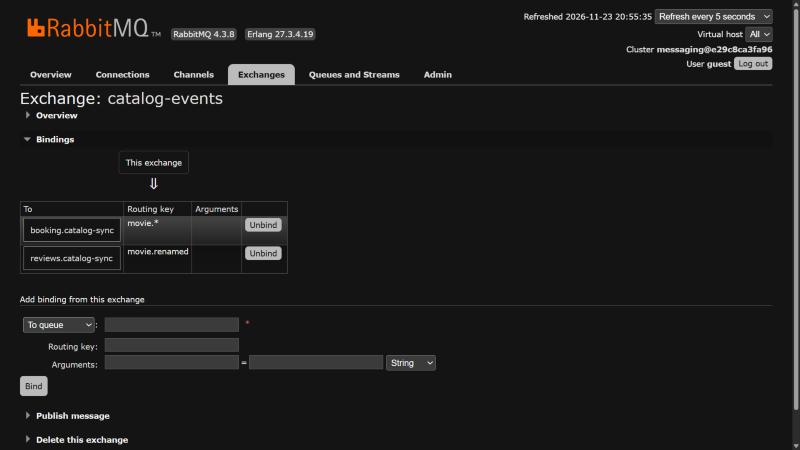 Refreshed 2026-11-23 20:55:35 Refresh every 5 seconds
RabbitMQ TM RabbitMQ 4.3.8 Erlang 27.3.4.19
Virtual host All
Cluster messaging@e29c8ca3fa96
User guest Log out
Overview Connections Channels Exchanges Queues and Streams Admin
Exchange: catalog-events
Overview
Bindings
This exchange
⇓
To Routing key Arguments
booking.catalog-sync movie.* Unbind
reviews.catalog-sync movie.renamed Unbind
Add binding from this exchange
To queue : *
Routing key:
Arguments: = String
Bind
Publish message
Delete this exchange